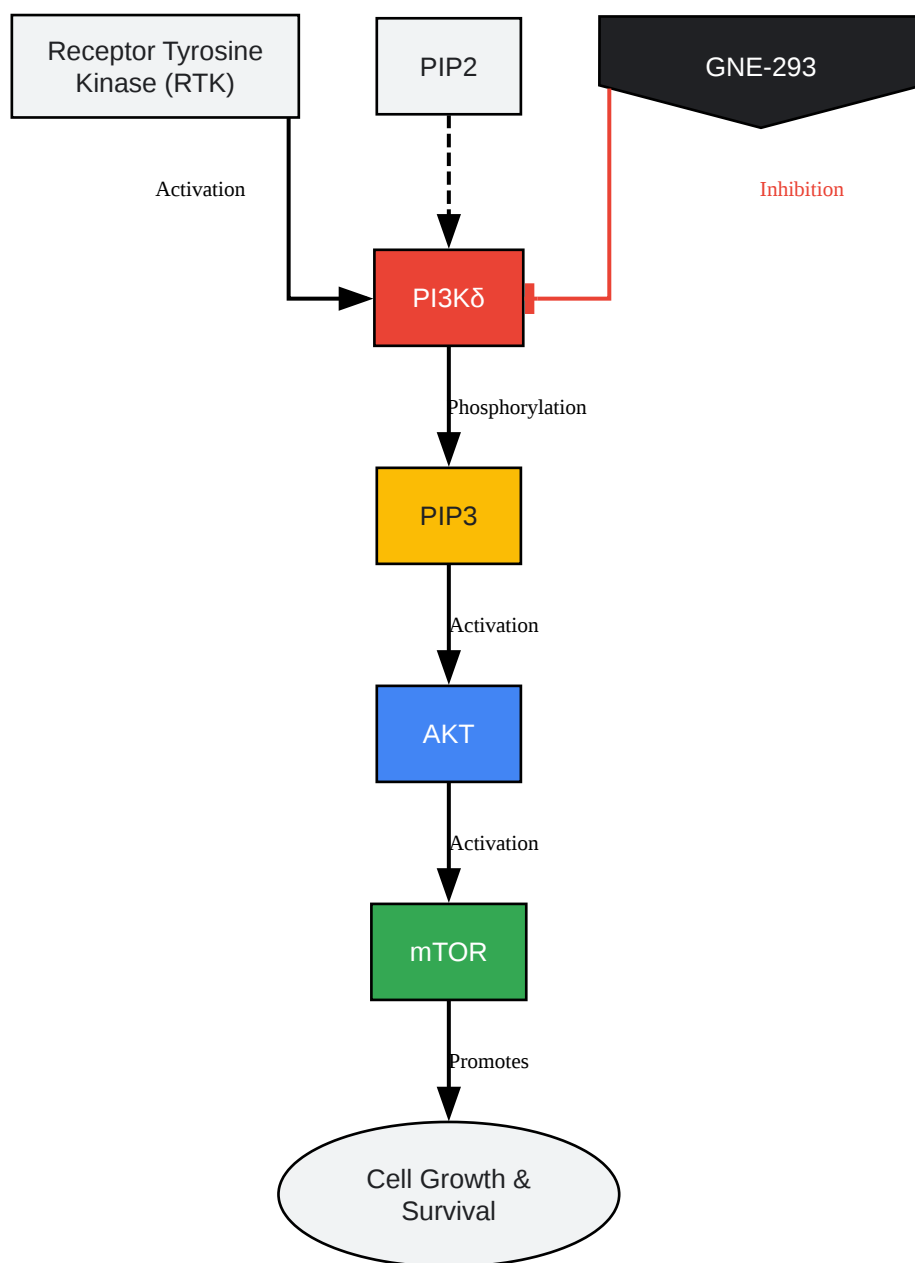 Receptor Tyrosine
Kinase (RTK)
PIP2
GNE-293
Activation
Inhibition
PI3Kδ
Phosphorylation
PIP3
Activation
AKT
Activation
mTOR
Promotes
Cell Growth &
Survival